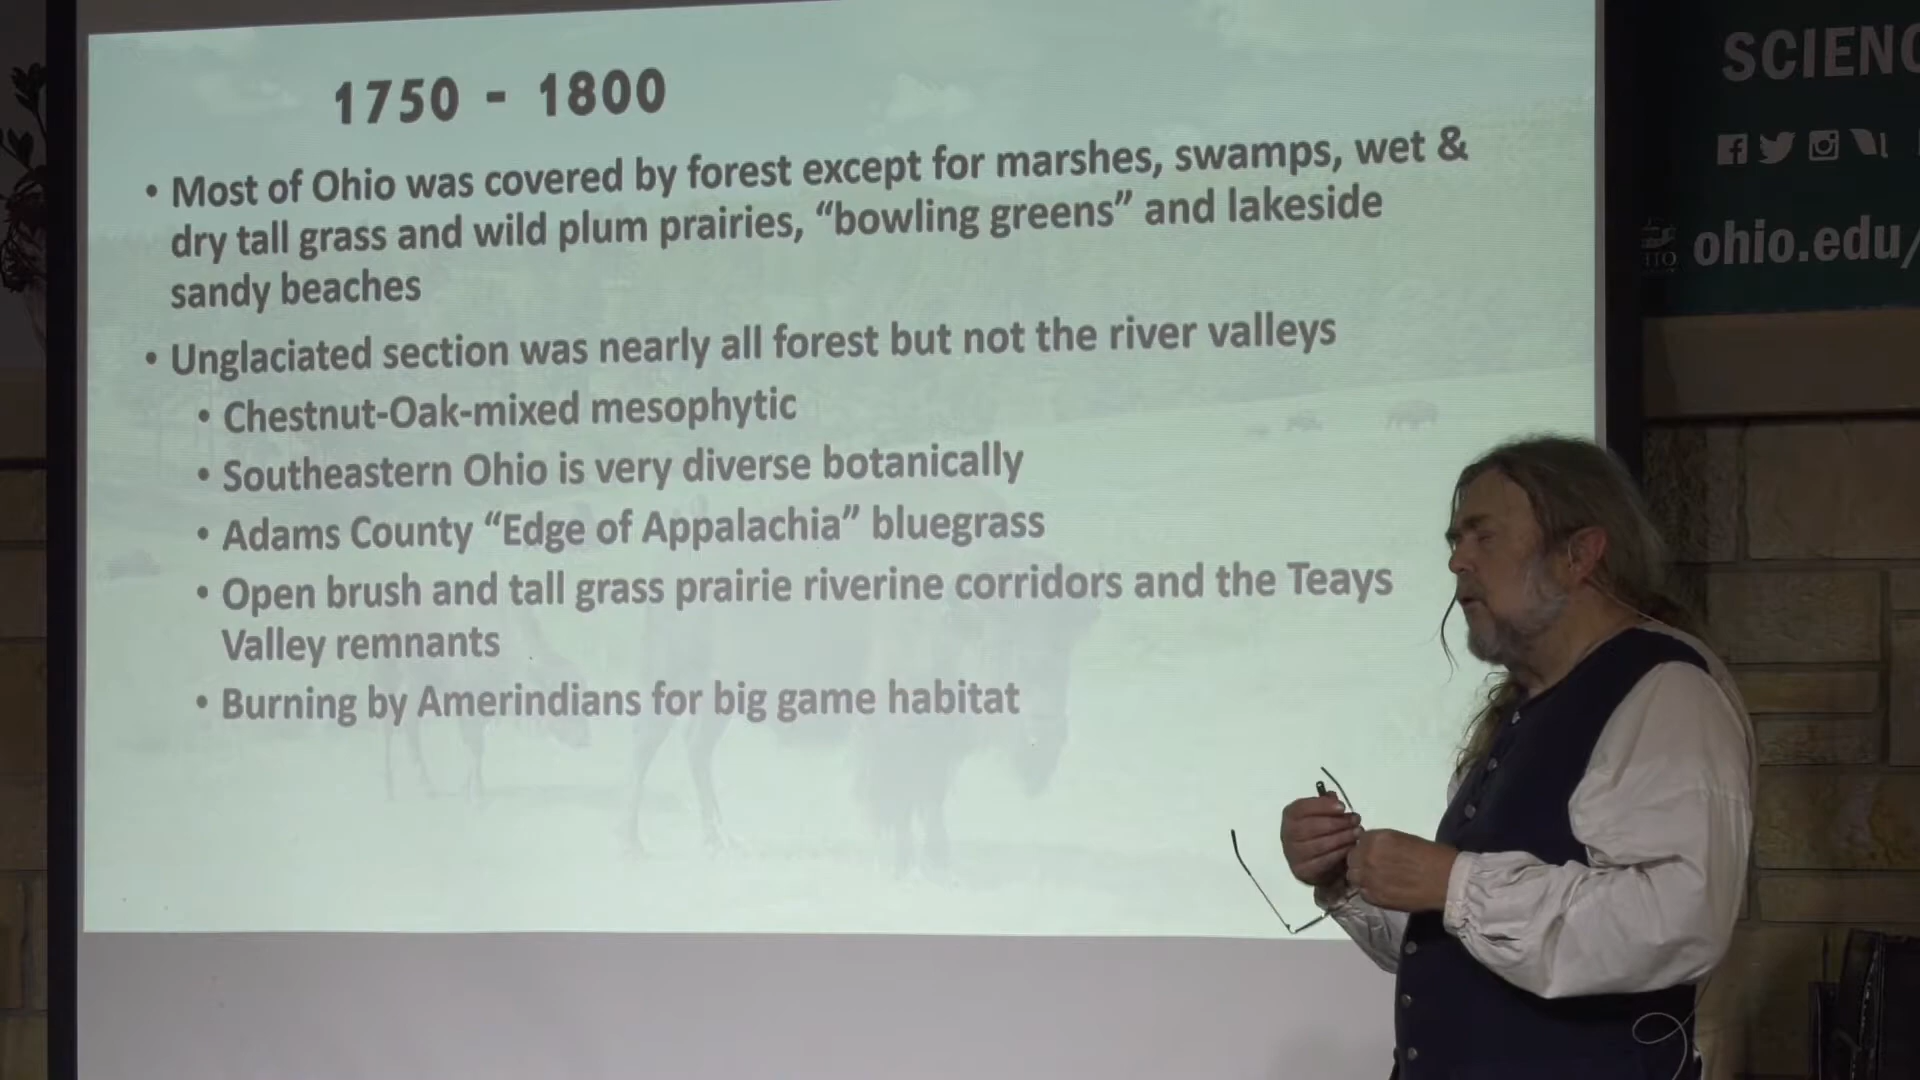 1750 - 1800
• Most of Ohio was covered by forest except for marshes, swamps, wet &
dry tall grass and wild plum prairies, “bowling greens” and lakeside
sandy beaches
• Unglaciated section was nearly all forest but not the river valleys
• Chestnut-Oak-mixed mesophytic
• Southeastern Ohio is very diverse botanically
• Adams County “Edge of Appalachia” bluegrass
• Open brush and tall grass prairie riverine corridors and the Teays
Valley remnants
• Burning by Amerindians for big game habitat
SCIENC
ohio.edu/